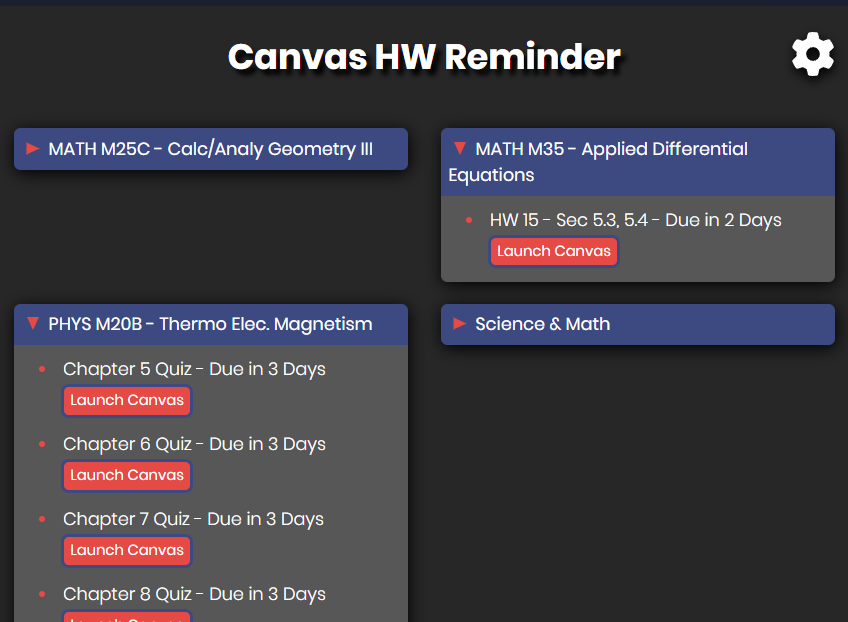 Canvas HW Reminder
MATH M25C - Calc/Analy Geometry III
MATH M35 - Applied Differential
Equations
HW 15 - Sec 5.3, 5.4 - Due in 2 Days
Launch Canvas
PHYS M20B - Thermo Elec. Magnetism
Chapter 5 Quiz - Due in 3 Days
Launch Canvas
Chapter 6 Quiz - Due in 3 Days
Launch Canvas
Chapter 7 Quiz - Due in 3 Days
Launch Canvas
Chapter 8 Quiz - Due in 3 Days
Launch Canvas
Science & Math